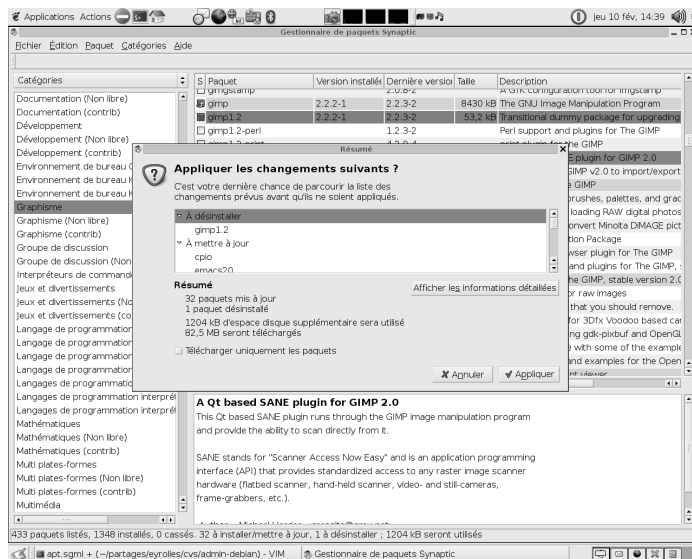 Applications Actions
jeu 10 fév, 14:39
Gestionnaire de paquets Synaptic
Fichier Édition Paquet Catégories Aide
Catégories
Documentation (Non libre)
Documentation (contrib)
Développement
Développement (Non libre)
Développement (contrib)
Environnement de bureau
Environnement de bureau
Environnement de bureau
Graphisme
Graphisme (Non libre)
Graphisme (contrib)
Groupe de discussion
Groupe de discussion (Non
Interpréteurs de command
Jeux et divertissements
Jeux et divertissements (No
Jeux et divertissements (co
Langage de programmation
Langage de programmation
Langage de programmation
Langage de programmation
Langages de programmatio
Langages de programmation interpré
Langages de programmation interpré
Mathématiques
Mathématiques (Non libre)
Mathématiques (contrib)
Multi plates-formes
Multi plates-formes (Non libre)
Multi plates-formes (contrib)
Multimédia
S Paquet Version installée Dernière version Taille Description
gimp 2.2.2-1 2.2.3-2 8430 kB The GNU Image Manipulation Program
gimp1.2 2.2.2-1 2.2.3-2 53,2 kB Transitional dummy package for upgrading
gimp1.2-perl 1.2.3-2 Perl support and plugins for The GIMP
gimp1.2-print 4.2.0-4 print plugin for the GIMP
E plugin for GIMP 2.0
GIMP v2.0 to import/export
e GIMP
brushes, palettes, and grad
loading RAW digital photos
onvert Minolta DiMAGE pict
tion Package
wser plugin for The GIMP
and plugins for The GIMP,
he GIMP, stable version 2.0
or raw images
that you should remove.
for 3Dfx Voodoo based car
ng gdk-pixbuf and OpenGL
e with some of the example
and examples for the Open
nt viewer
Résumé
Appliquer les changements suivants ?
C'est votre dernière chance de parcourir la liste des
changements prévus avant qu'ils ne soient appliqués.
À désinstaller
gimp1.2
À mettre à jour
cpio
emacs20
Résumé
Afficher les informations détaillées
32 paquets mis à jour
1 paquet désinstallé
1204 kB d'espace disque supplémentaire sera utilisé
82,5 MB seront téléchargés
Télécharger uniquement les paquets
Annuler Appliquer
A Qt based SANE plugin for GIMP 2.0
This Qt based SANE plugin runs through the GIMP image manipulation program
and provide the ability to scan directly from it.
SANE stands for "Scanner Access Now Easy" and is an application programming
interface (API) that provides standardized access to any raster image scanner
hardware (flatbed scanner, hand-held scanner, video- and still-cameras,
frame-grabbers, etc.).
433 paquets listés, 1348 installés, 0 cassés. 32 à installer/mettre à jour, 1 à désinstaller ; 1204 kB seront utilisés
apt.sgml + (~/partages/eyrolles/cvs/admin-debian) - VIM
Gestionnaire de paquets Synaptic